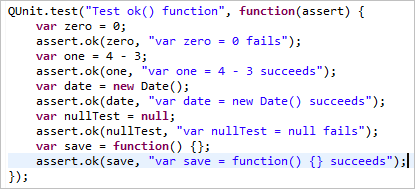 QUnit.test("Test ok() function", function(assert) {
    var zero = 0;
    assert.ok(zero, "var zero = 0 fails");
    var one = 4 - 3;
    assert.ok(one, "var one = 4 - 3 succeeds");
    var date = new Date();
    assert.ok(date, "var date = new Date() succeeds");
    var nullTest = null;
    assert.ok(nullTest, "var nullTest = null fails");
    var save = function() {};
    assert.ok(save, "var save = function() {} succeeds");
});